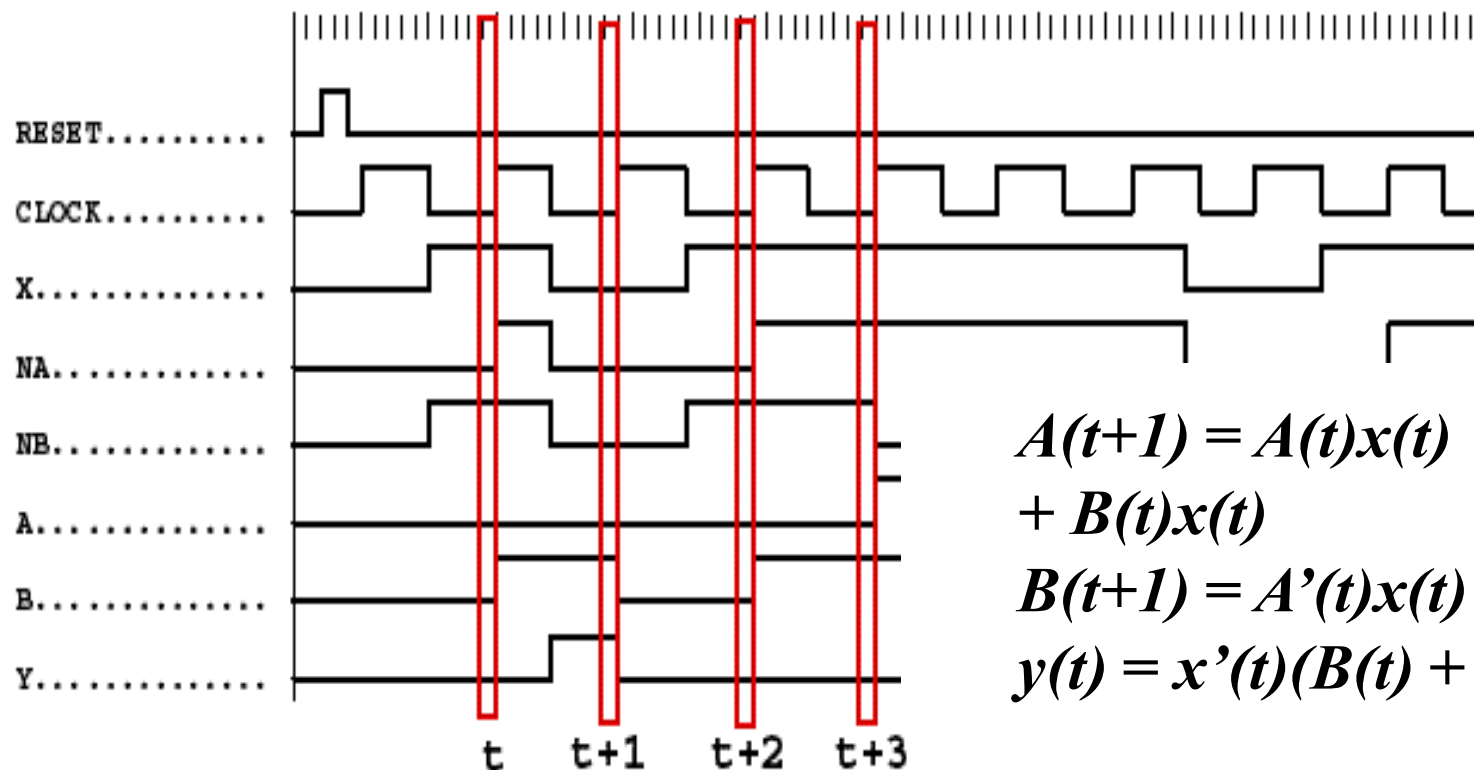 RESET..........
CLOCK..........
X..............
NA.............
NB.............
A..............
B..............
Y..............
t t+1 t+2 t+3
A(t+1) = A(t)x(t)
+ B(t)x(t)
B(t+1) = A’(t)x(t)
y(t) = x’(t)(B(t) +